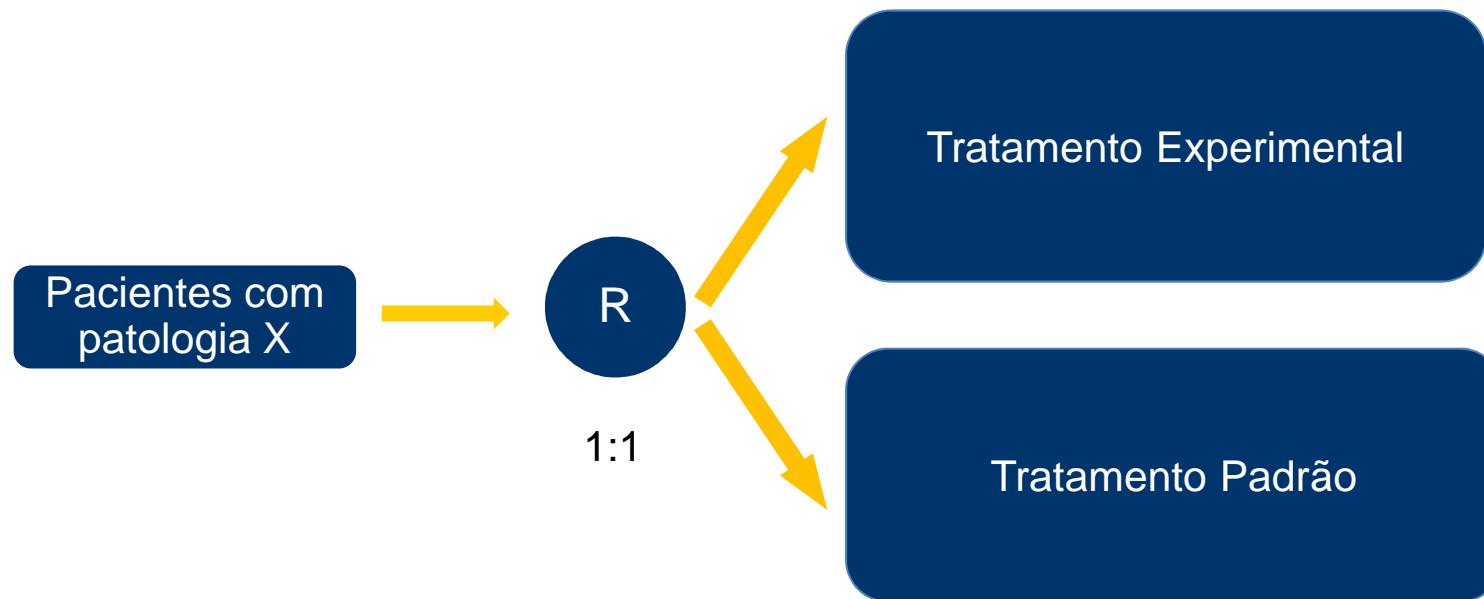 Pacientes com
patologia X
R
1:1
Tratamento Experimental
Tratamento Padrão